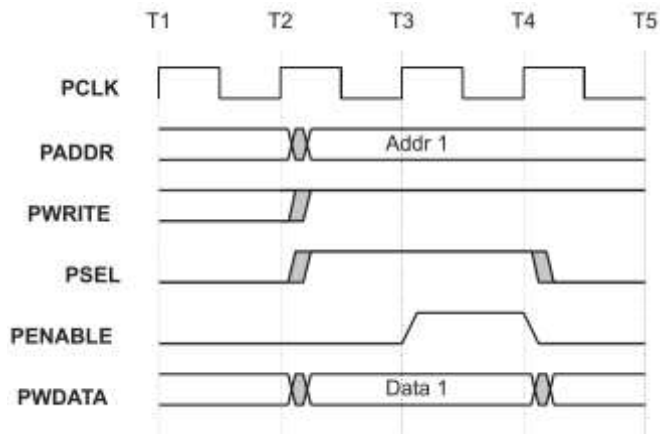 T1 T2 T3 T4 T5
PCLK
PADDR Addr 1
PWRITE
PSEL
PENABLE
PWDATA Data 1